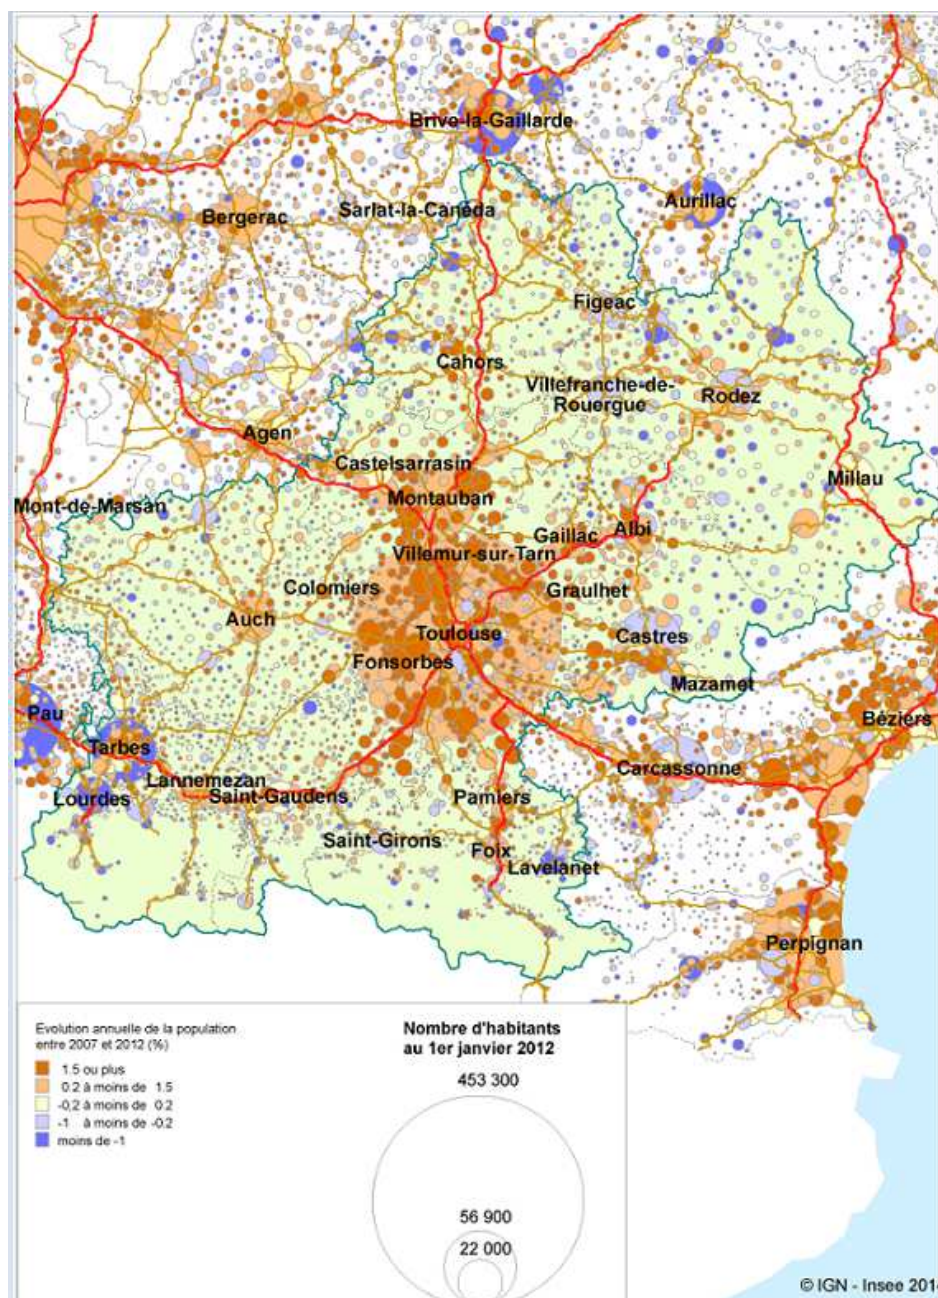 Brive-la-Gaillarde
Sarlat-la-Canéda
Aurillac
Bergerac
Figeac
Cahors
Villefranche-de-
Rouergue
Rodez
Agen
Castelsarrasin
Millau
Montauban
Mont-de-Marsan
Gaillac
Albi
Villemur-sur-Tarn
Colomiers
Graulhet
Auch
Toulouse
Castres
Fonsorbes
Mazamet
Pau
Béziers
Tarbes
Carcassonne
Lannemezan
Lourdes
Saint-Gaudens
Pamiers
Saint-Girons
Foix
Lavelanet
Perpignan
Evolution annuelle de la population
entre 2007 et 2012 (%)
1.5 ou plus
0.2 à moins de 1.5
-0,2 à moins de 0.2
-1 à moins de -0.2
moins de -1
Nombre d'habitants
au 1er janvier 2012
453 300
56 900
22 000
© IGN - Insee 201